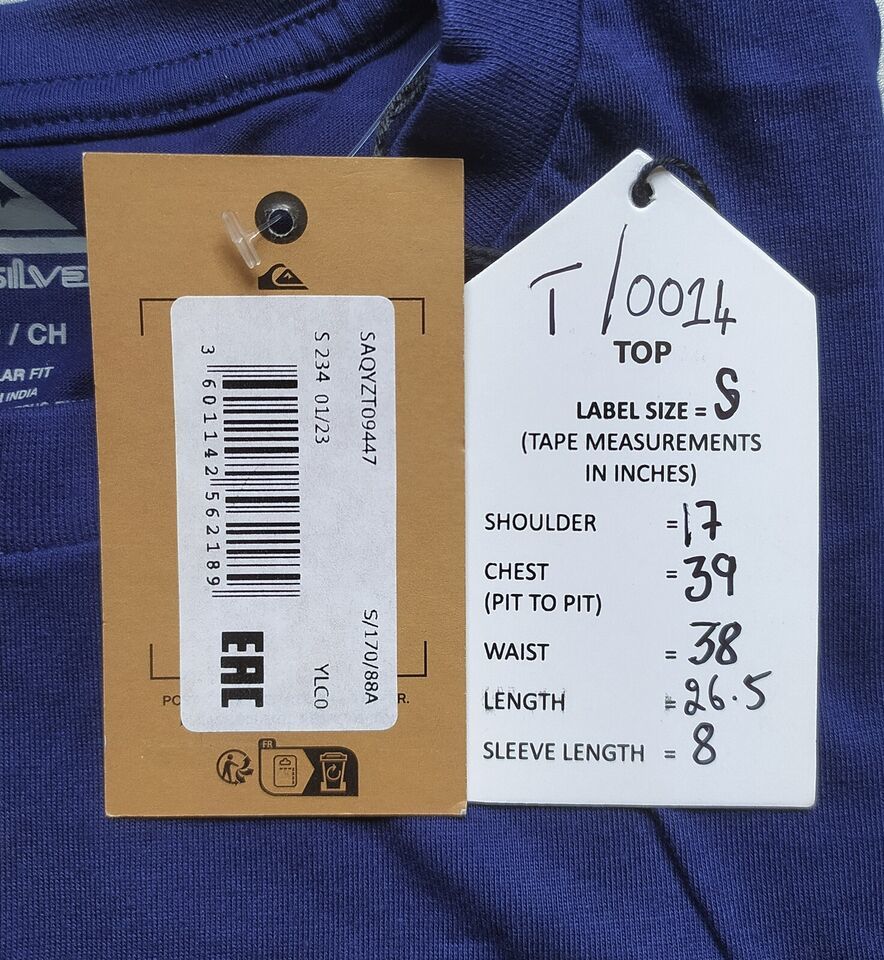 SILVE
/ CH
AR FIT
INDIA
SAQYZT09447
S/170/88A
S 234 01/23
YLC0
3 601142 562189
EAC
PO
R.
FR
T/0014
TOP
LABEL SIZE = S
(TAPE MEASUREMENTS
IN INCHES)
SHOULDER = 17
CHEST = 39
(PIT TO PIT)
WAIST = 38
LENGTH = 26.5
SLEEVE LENGTH = 8